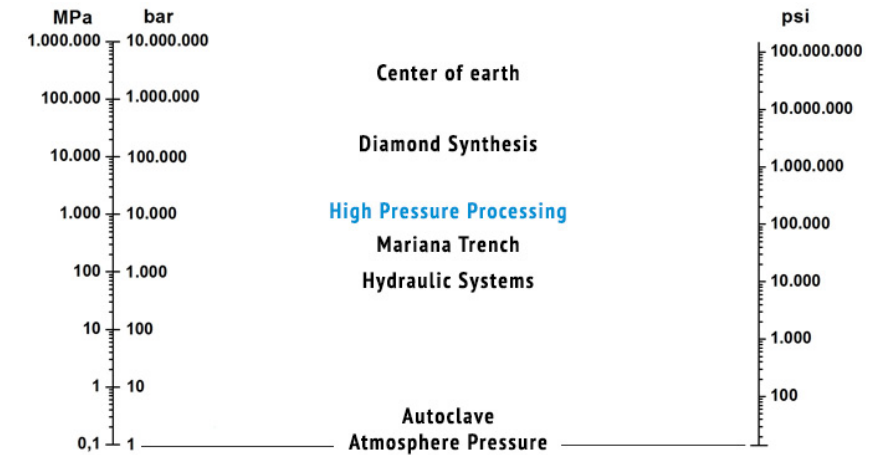 MPa bar psi
1.000.000 10.000.000
100.000.000
Center of earth
100.000 1.000.000
10.000.000
Diamond Synthesis
10.000 100.000
1.000.000
High Pressure Processing
1.000 10.000
100.000
Mariana Trench
100 1.000
Hydraulic Systems
10.000
10 100
1.000
1 10
100
Autoclave
0,1 1 Atmosphere Pressure